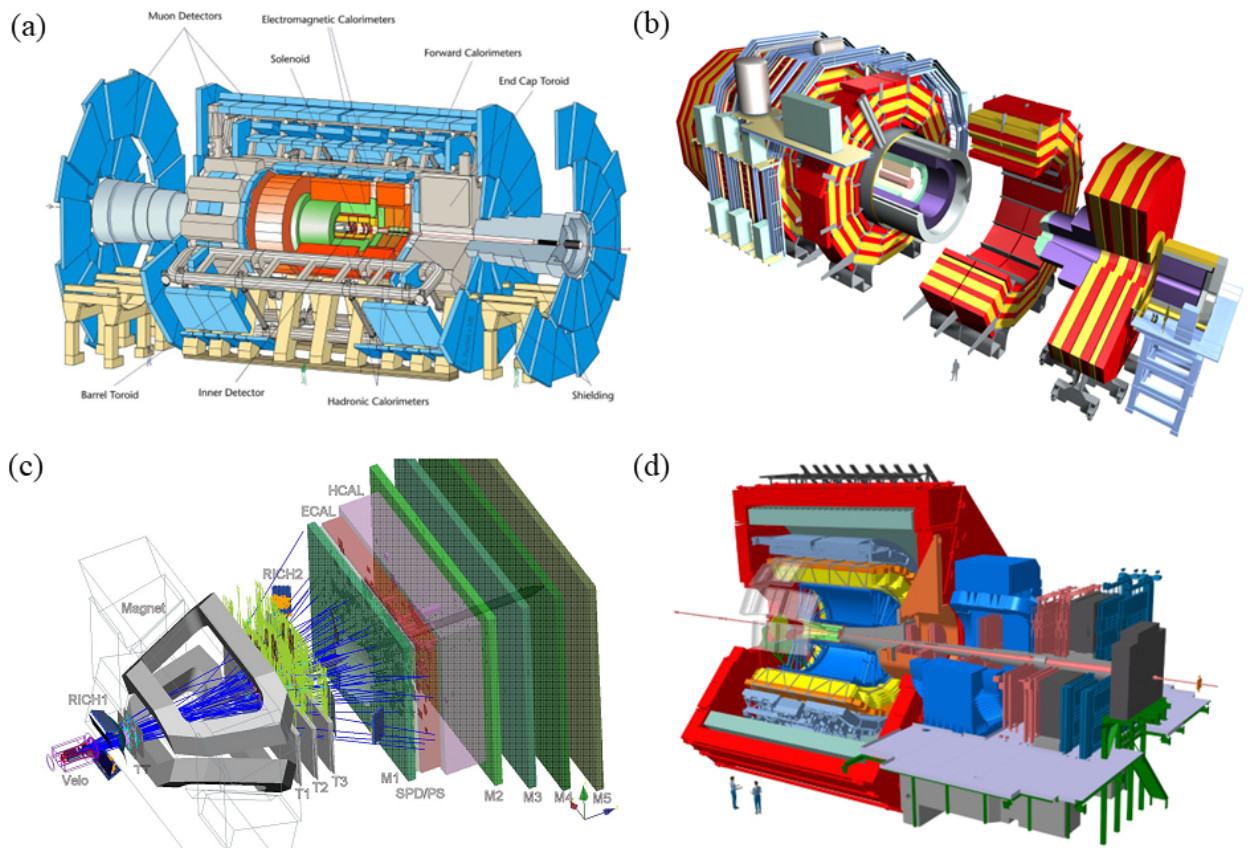 (a)
Muon Detectors
Electromagnetic Calorimeters
Solenoid
Forward Calorimeters
End Cap Toroid
Barrel Toroid
Inner Detector
Hadronic Calorimeters
Shielding
(b)
(c)
HCAL
ECAL
RICH2
Magnet
RICH1
Velo
TT
T1
T2
T3
M1
SPD/PS
M2
M3
M4
M5
(d)